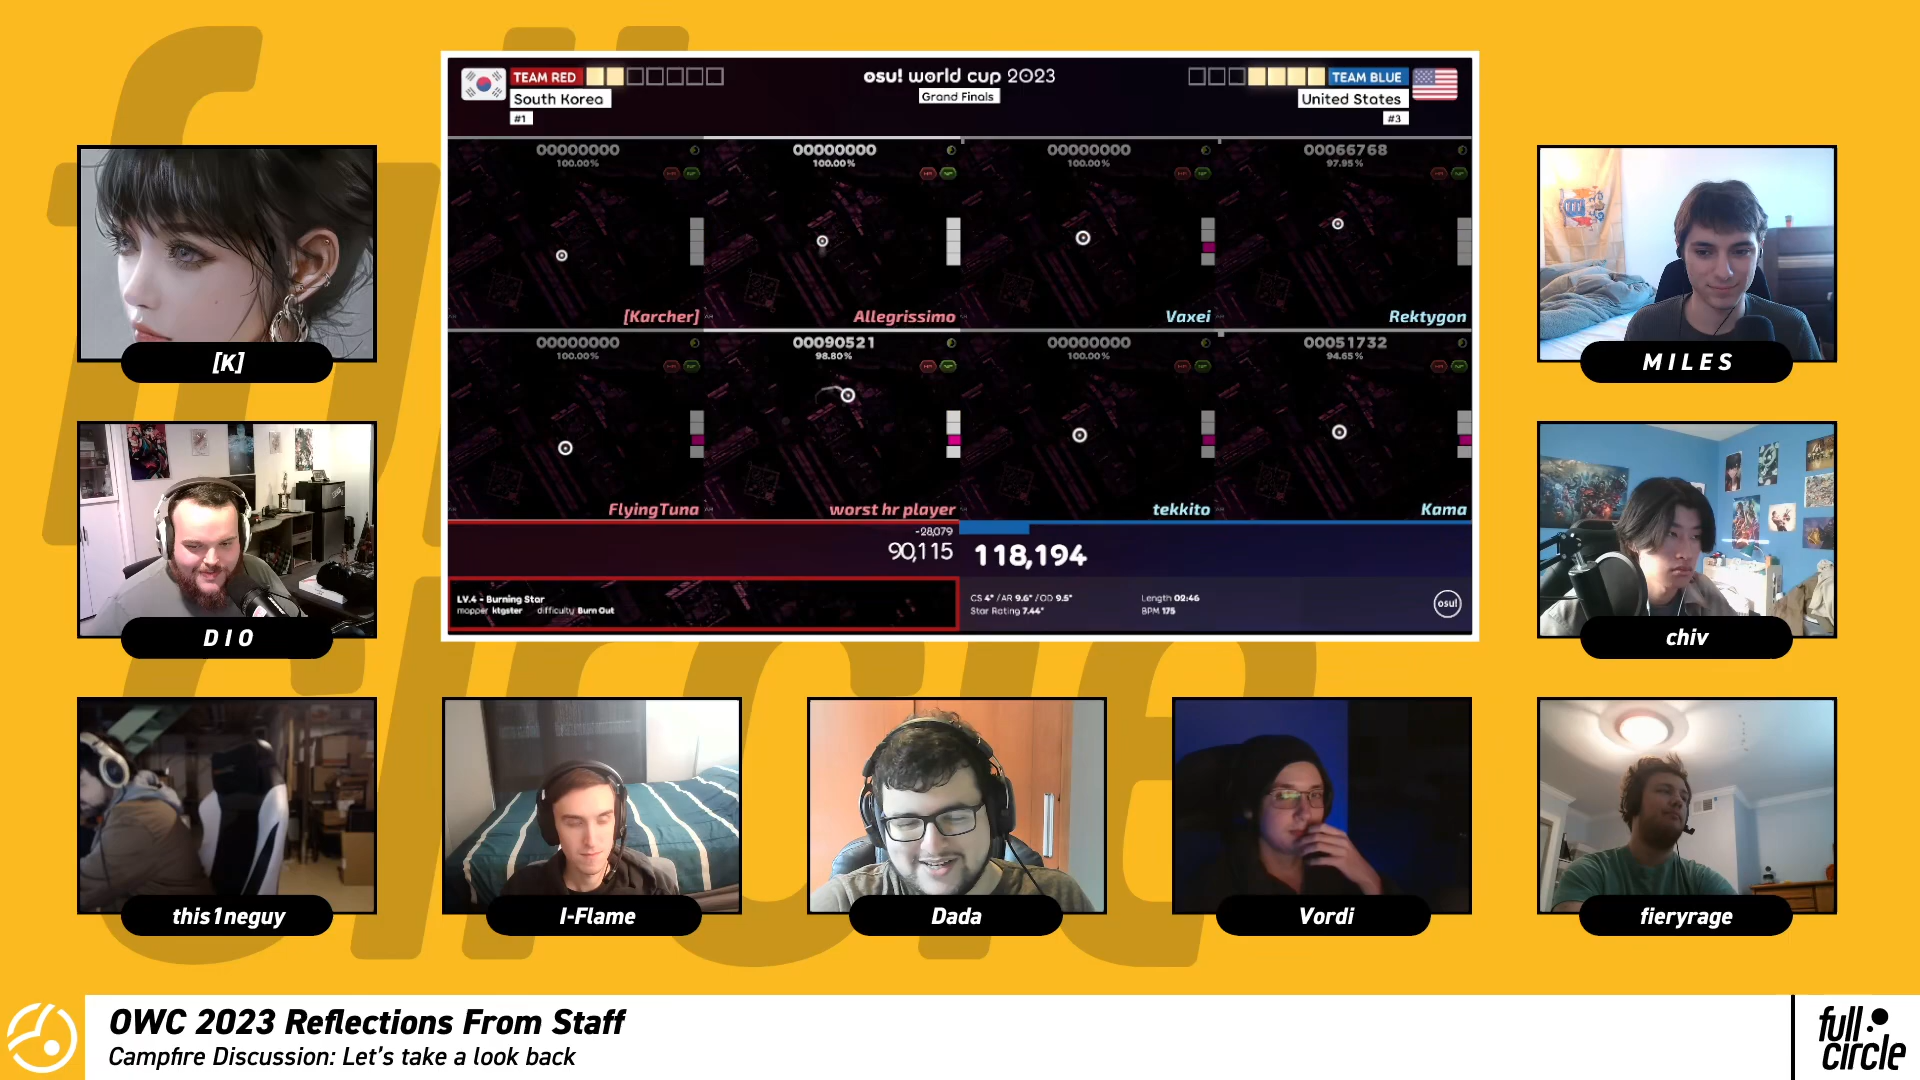 TEAM RED
South Korea
#1
osu! world cup 2023
Grand Finals
TEAM BLUE
United States
#3
00000000
100.00%
[Karcher]
00000000
100.00%
Allegrissimo
00000000
100.00%
Vaxei
00066768
97.95%
Rektygon
00000000
100.00%
FlyingTuna
00090521
98.80%
worst hr player
00000000
100.00%
tekkito
00051732
94.65%
Kama
-28,079
90,115
118,194
LV.4 - Burning Star
mapper ktgster difficulty Burn Out
CS 4* / AR 9.6* / OD 9.5*
Star Rating 7.44*
Length 02:46
BPM 175
osu!
[K]
DIO
MILES
chiv
this1neguy
I-Flame
Dada
Vordi
fieryrage
OWC 2023 Reflections From Staff
Campfire Discussion: Let's take a look back
full
circle